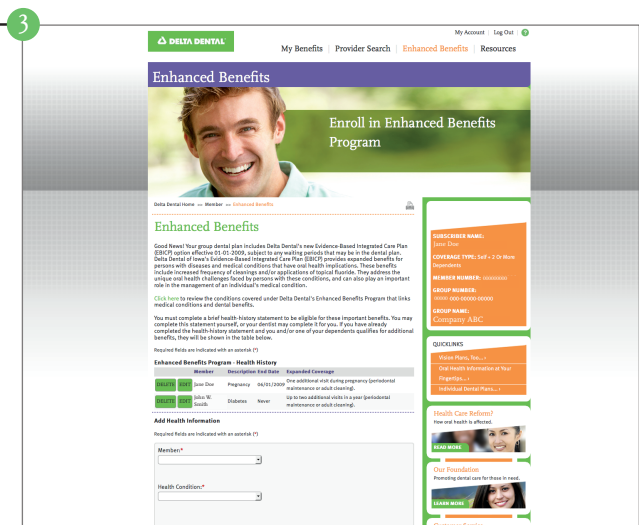 3
DELTA DENTAL
My Account | Log Out | ?
My Benefits | Provider Search | Enhanced Benefits | Resources
Enhanced Benefits
Enroll in Enhanced Benefits
Program
Delta Dental Home >> Member >> Enhanced Benefits
Enhanced Benefits
Good News! Your group dental plan includes Delta Dental's new Evidence-Based Integrated Care Plan
(EBICP) option effective 01-01-2009, subject to any waiting periods that may be in the dental plan.
Delta Dental of Iowa's Evidence-Based Integrated Care Plan (EBICP) provides expanded benefits for
persons with diseases and medical conditions that have oral health implications. These benefits
include increased frequency of cleanings and/or applications of topical fluoride. They address the
unique oral health challenges faced by persons with these conditions, and can also play an important
role in the management of an individual's medical condition.
Click here to review the conditions covered under Delta Dental's Enhanced Benefits Program that links
medical conditions and dental benefits.
You must complete a brief health-history statement to be eligible for these important benefits. You may
complete this statement yourself, or your dentist may complete it for you. If you have already
completed the health-history statement and you and/or one of your dependents qualifies for additional
benefits, they will be shown in the table below.
Required fields are indicated with an asterisk (*)
Enhanced Benefits Program - Health History
Member Description End Date Expanded Coverage
DELETE EDIT Jane Doe Pregnancy 06/01/2009 One additional visit during pregnancy (periodontal
maintenance or adult cleaning).
DELETE EDIT John W. Smith Diabetes Never Up to two additional visits in a year (periodontal
maintenance or adult cleaning).
Add Health Information
Required fields are indicated with an asterisk (*)
Member:*
Health Condition:*
SUBSCRIBER NAME:
Jane Doe
COVERAGE TYPE: Self + 2 Or More
Dependents
MEMBER NUMBER: 000000000
GROUP NUMBER:
00000 000-00000-00000
GROUP NAME:
Company ABC
QUICKLINKS
Vision Plans, Too... ›
Oral Health Information at Your
Fingertips... ›
Individual Dental Plans... ›
Health Care Reform?
How oral health is affected.
READ MORE
Our Foundation
Promoting dental care for those in need.
LEARN MORE